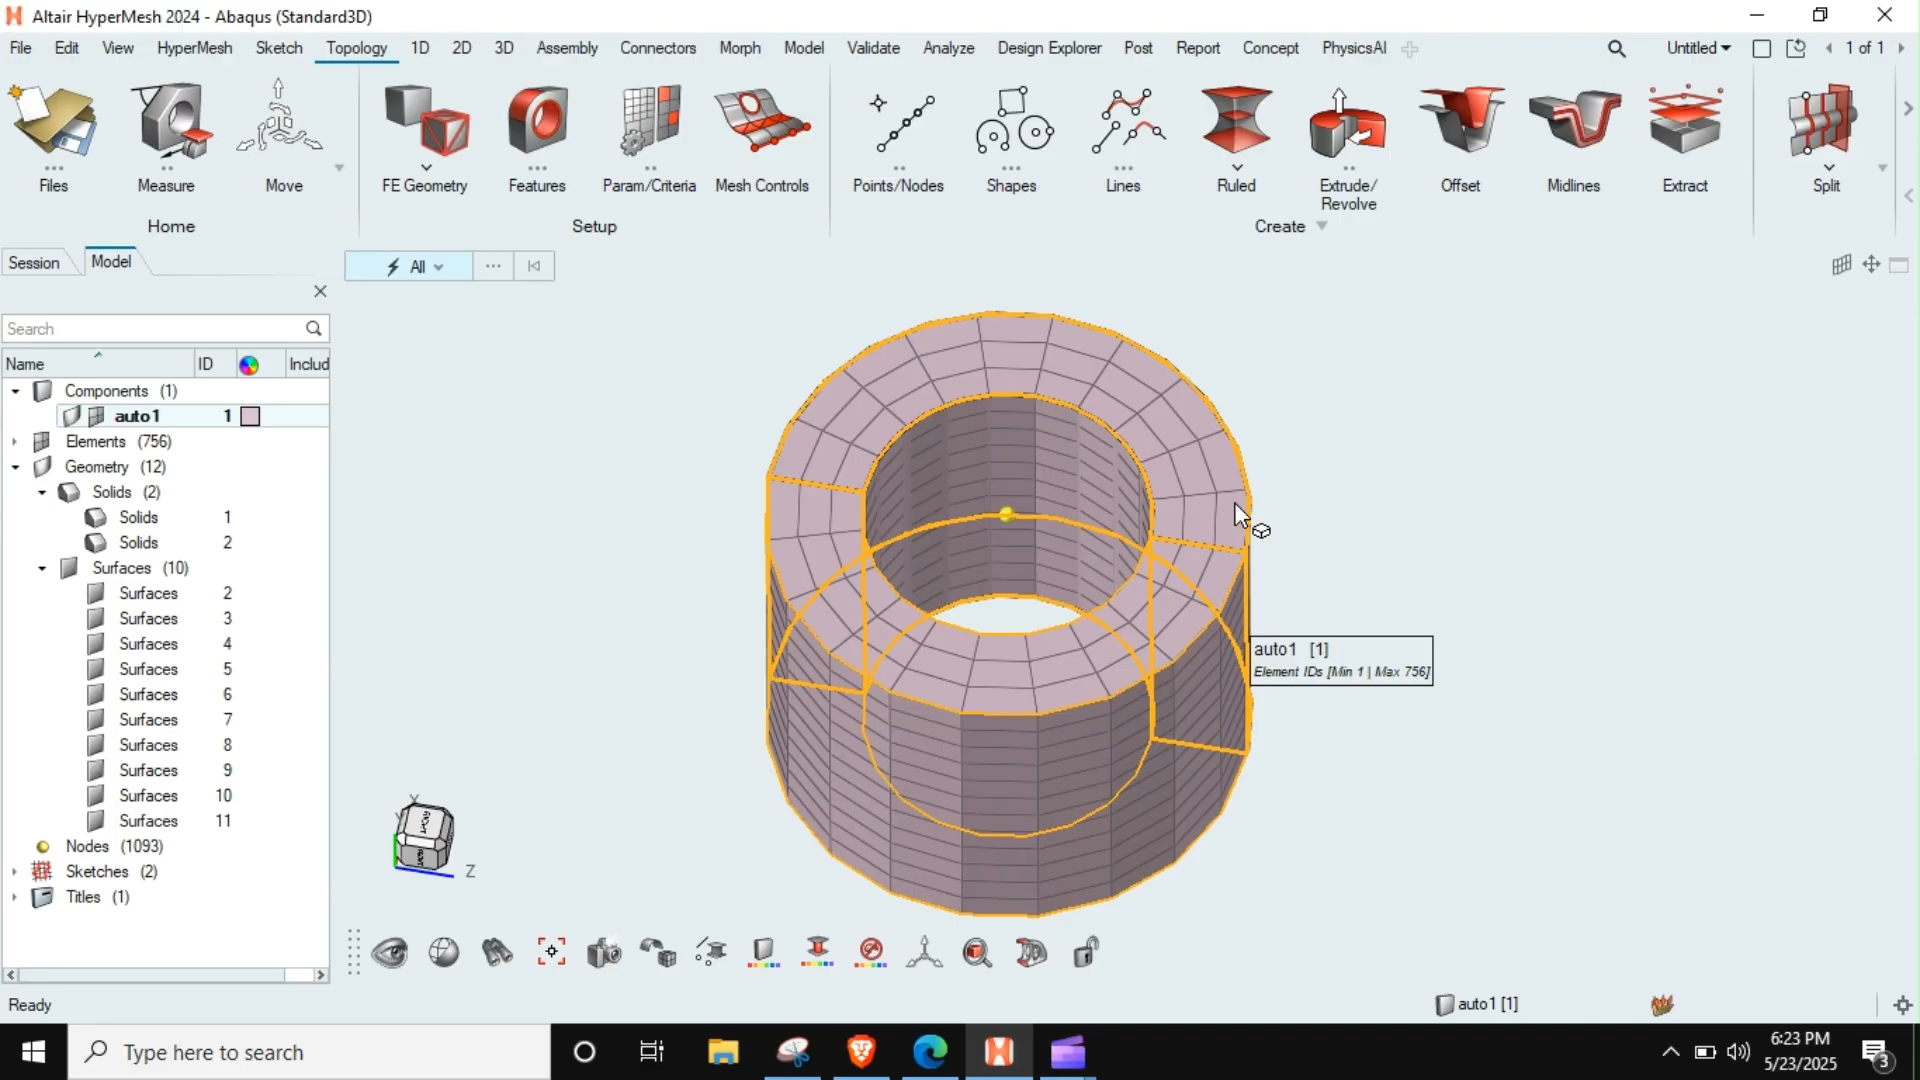 Altair HyperMesh 2024 - Abaqus (Standard3D)
File Edit View HyperMesh Sketch Topology 1D 2D 3D Assembly Connectors Morph Model Validate Analyze Design Explorer Post Report Concept PhysicsAI Untitled 1 of 1
Files Measure Move FE Geometry Features Param/Criteria Mesh Controls Points/Nodes Shapes Lines Ruled Extrude/ Offset Midlines Extract Split
Revolve
Home Setup Create
Session Model All
Search
Name ID Includ
Components (1)
auto1 1
Elements (756)
Geometry (12)
Solids (2)
Solids 1
Solids 2
Surfaces (10)
Surfaces 2
Surfaces 3
Surfaces 4
Surfaces 5
Surfaces 6
Surfaces 7
Surfaces 8
Surfaces 9
Surfaces 10
Surfaces 11
Nodes (1093)
Sketches (2)
Titles (1)
auto1 [1]
Element IDs [Min 1 | Max 756]
Y
Z
Ready
auto1 [1]
Type here to search
6:23 PM
5/23/2025
3